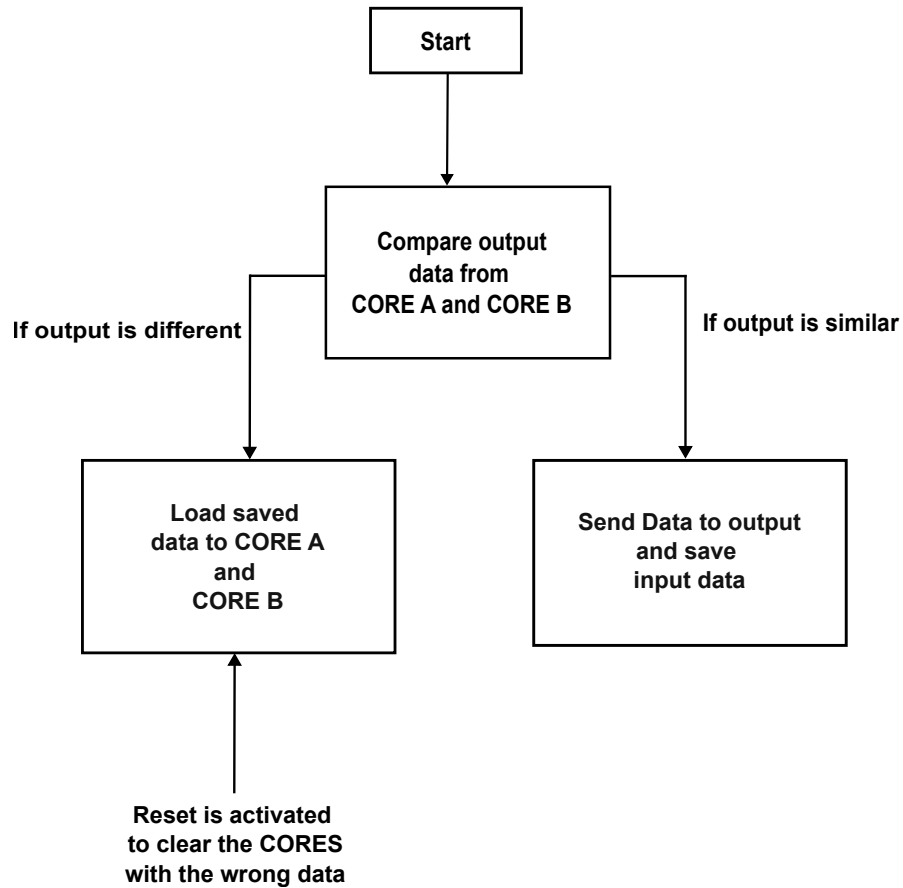 Start
Compare output
data from
CORE A and CORE B
If output is different
If output is similar
Load saved
data to CORE A
and
CORE B
Send Data to output
and save
input data
Reset is activated
to clear the CORES
with the wrong data